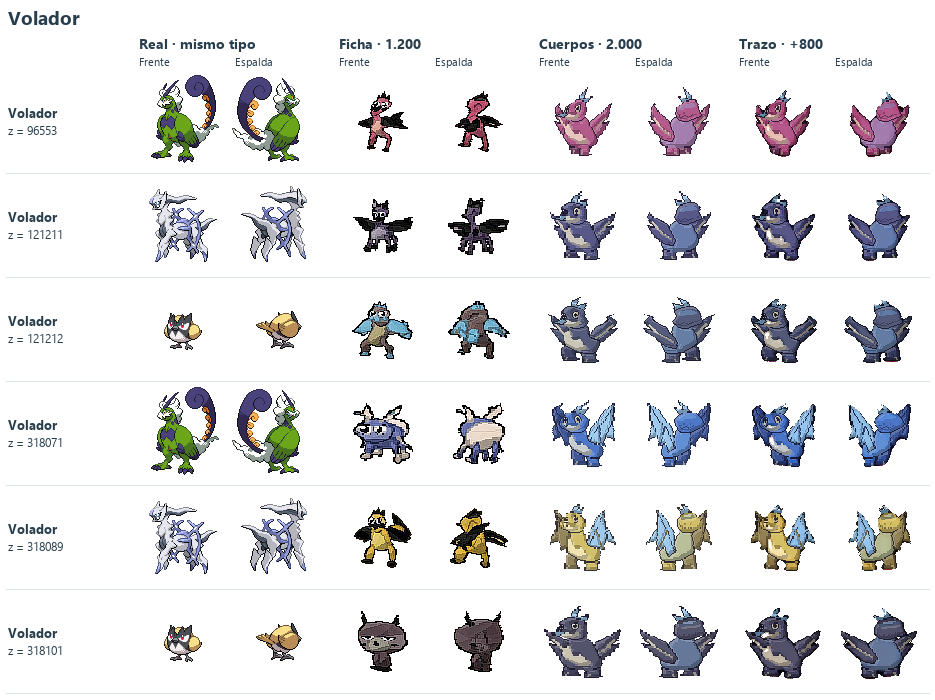 Volador
Real · mismo tipo
Ficha · 1.200
Cuerpos · 2.000
Trazo · +800
Frente
Espalda
Frente
Espalda
Frente
Espalda
Frente
Espalda
Volador
z = 96553
Volador
z = 121211
Volador
z = 121212
Volador
z = 318071
Volador
z = 318089
Volador
z = 318101